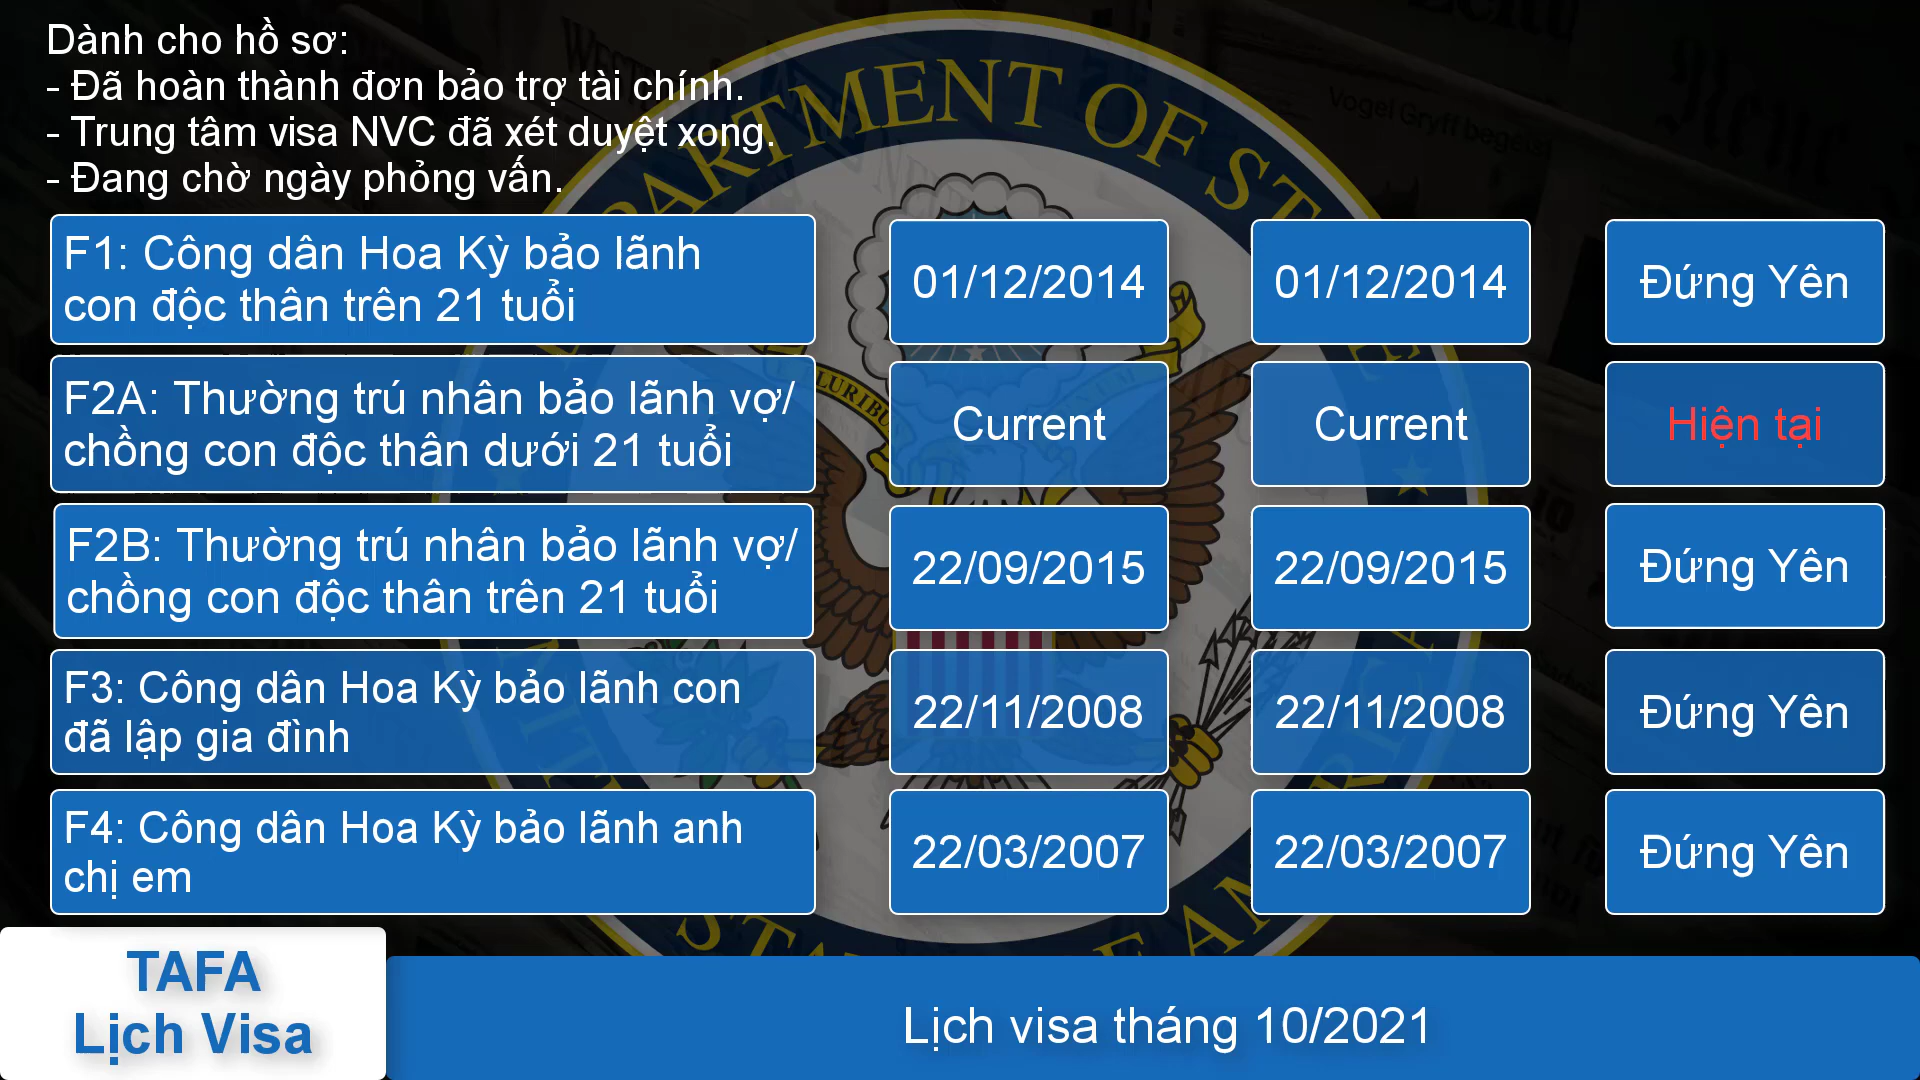 Dành cho hồ sơ:
- Đã hoàn thành đơn bảo trợ tài chính.
- Trung tâm visa NVC đã xét duyệt xong.
- Đang chờ ngày phỏng vấn.
F1: Công dân Hoa Kỳ bảo lãnh
con độc thân trên 21 tuổi
01/12/2014
01/12/2014
Đứng Yên
F2A: Thường trú nhân bảo lãnh vợ/
chồng con độc thân dưới 21 tuổi
Current
Current
Hiện tại
F2B: Thường trú nhân bảo lãnh vợ/
chồng con độc thân trên 21 tuổi
22/09/2015
22/09/2015
Đứng Yên
F3: Công dân Hoa Kỳ bảo lãnh con
đã lập gia đình
22/11/2008
22/11/2008
Đứng Yên
F4: Công dân Hoa Kỳ bảo lãnh anh
chị em
22/03/2007
22/03/2007
Đứng Yên
TAFA
Lịch Visa
Lịch visa tháng 10/2021